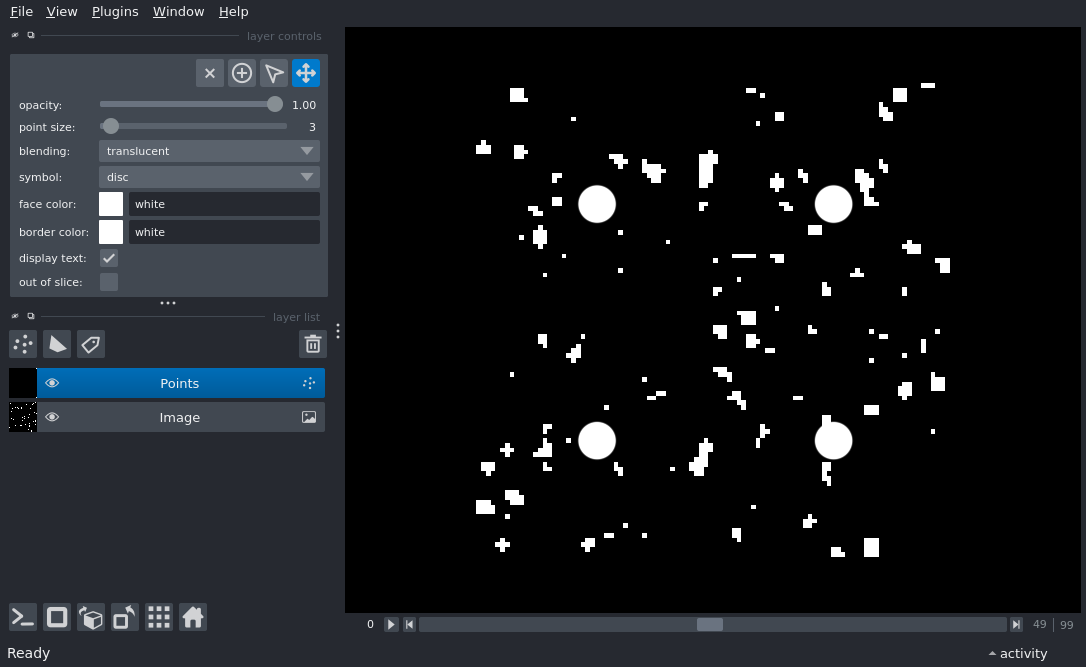 File View Plugins Window Help
layer controls
opacity: 1.00
point size: 3
blending: translucent
symbol: disc
face color: white
border color: white
display text:
out of slice:
layer list
Points
Image
0 49 | 99
Ready activity